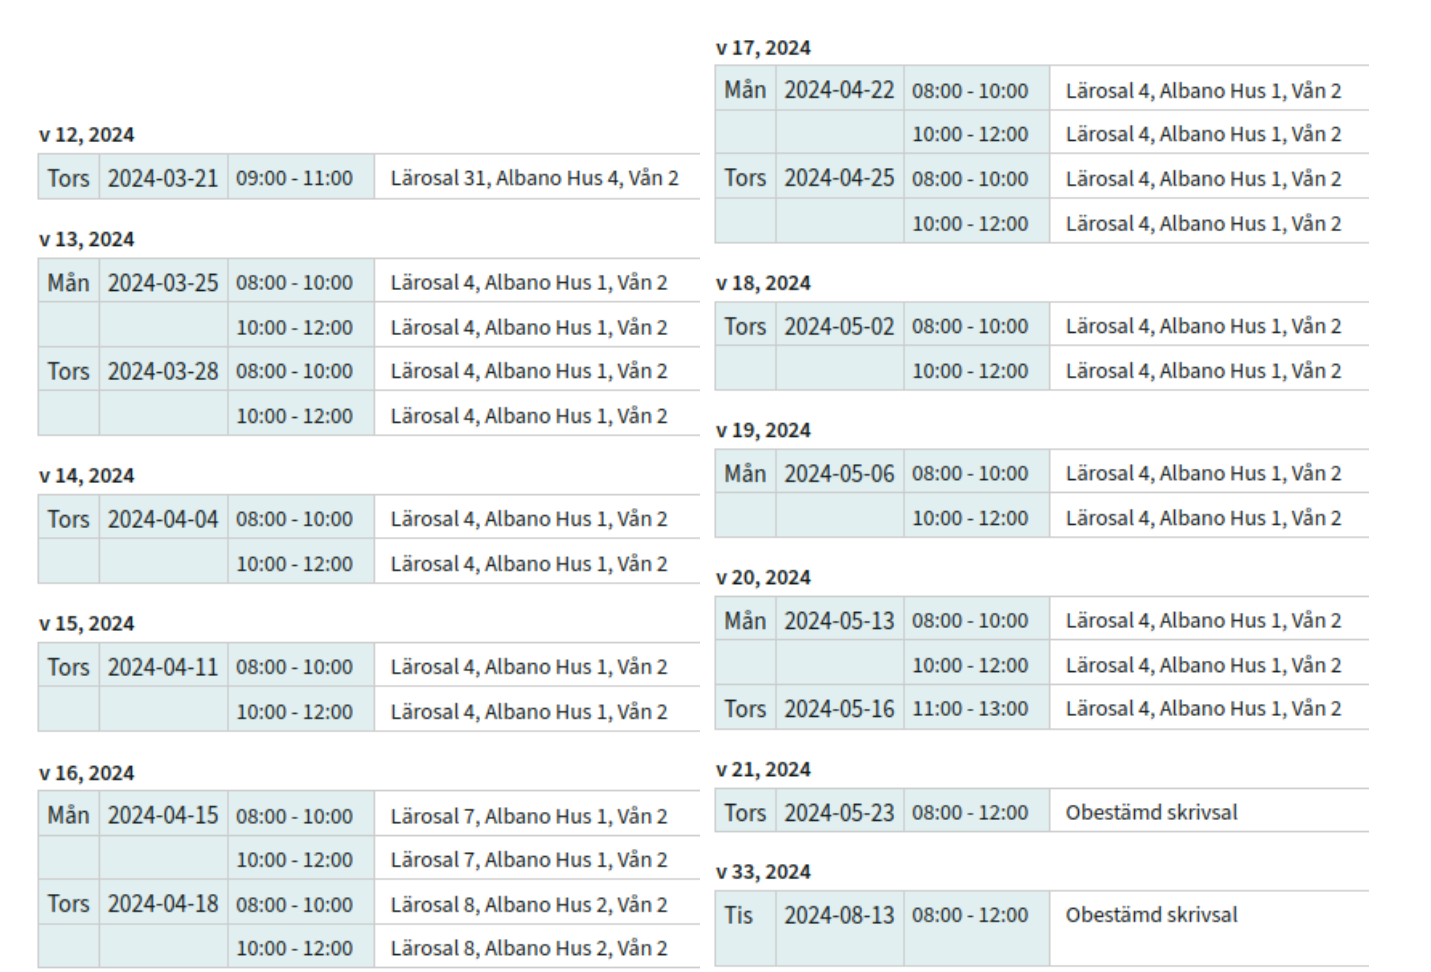 v 12, 2024
Tors 2024-03-21 09:00 - 11:00 Lärosal 31, Albano Hus 4, Vån 2
v 13, 2024
Mån 2024-03-25 08:00 - 10:00 Lärosal 4, Albano Hus 1, Vån 2
10:00 - 12:00 Lärosal 4, Albano Hus 1, Vån 2
Tors 2024-03-28 08:00 - 10:00 Lärosal 4, Albano Hus 1, Vån 2
10:00 - 12:00 Lärosal 4, Albano Hus 1, Vån 2
v 14, 2024
Tors 2024-04-04 08:00 - 10:00 Lärosal 4, Albano Hus 1, Vån 2
10:00 - 12:00 Lärosal 4, Albano Hus 1, Vån 2
v 15, 2024
Tors 2024-04-11 08:00 - 10:00 Lärosal 4, Albano Hus 1, Vån 2
10:00 - 12:00 Lärosal 4, Albano Hus 1, Vån 2
v 16, 2024
Mån 2024-04-15 08:00 - 10:00 Lärosal 7, Albano Hus 1, Vån 2
10:00 - 12:00 Lärosal 7, Albano Hus 1, Vån 2
Tors 2024-04-18 08:00 - 10:00 Lärosal 8, Albano Hus 2, Vån 2
10:00 - 12:00 Lärosal 8, Albano Hus 2, Vån 2
v 17, 2024
Mån 2024-04-22 08:00 - 10:00 Lärosal 4, Albano Hus 1, Vån 2
10:00 - 12:00 Lärosal 4, Albano Hus 1, Vån 2
Tors 2024-04-25 08:00 - 10:00 Lärosal 4, Albano Hus 1, Vån 2
10:00 - 12:00 Lärosal 4, Albano Hus 1, Vån 2
v 18, 2024
Tors 2024-05-02 08:00 - 10:00 Lärosal 4, Albano Hus 1, Vån 2
10:00 - 12:00 Lärosal 4, Albano Hus 1, Vån 2
v 19, 2024
Mån 2024-05-06 08:00 - 10:00 Lärosal 4, Albano Hus 1, Vån 2
10:00 - 12:00 Lärosal 4, Albano Hus 1, Vån 2
v 20, 2024
Mån 2024-05-13 08:00 - 10:00 Lärosal 4, Albano Hus 1, Vån 2
10:00 - 12:00 Lärosal 4, Albano Hus 1, Vån 2
Tors 2024-05-16 11:00 - 13:00 Lärosal 4, Albano Hus 1, Vån 2
v 21, 2024
Tors 2024-05-23 08:00 - 12:00 Obestämd skrivsal
v 33, 2024
Tis 2024-08-13 08:00 - 12:00 Obestämd skrivsal